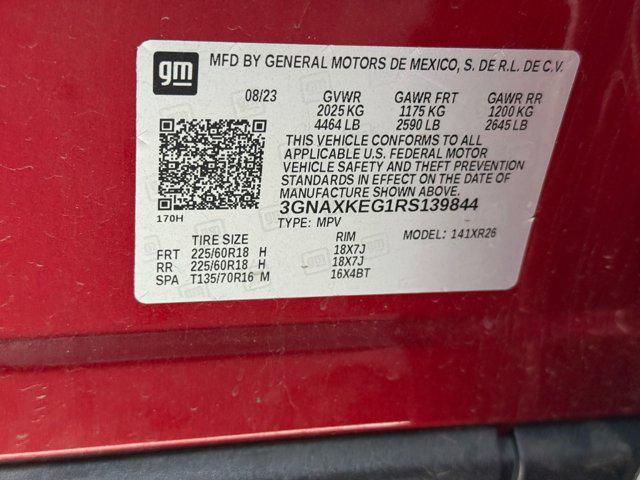 gm
MFD BY GENERAL MOTORS DE MEXICO, S. DE R.L. DE C.V.
08/23 GVWR GAWR FRT GAWR RR
2025 KG 1175 KG 1200 KG
4464 LB 2590 LB 2645 LB
THIS VEHICLE CONFORMS TO ALL
APPLICABLE U.S. FEDERAL MOTOR
VEHICLE SAFETY AND THEFT PREVENTION
STANDARDS IN EFFECT ON THE DATE OF
MANUFACTURE SHOWN ABOVE.
3GNAXKEG1RS139844
170H
TYPE: MPV MODEL: 141XR26
TIRE SIZE RIM
FRT 225/60R18 H 18X7J
RR 225/60R18 H 18X7J
SPA T135/70R16 M 16X4BT